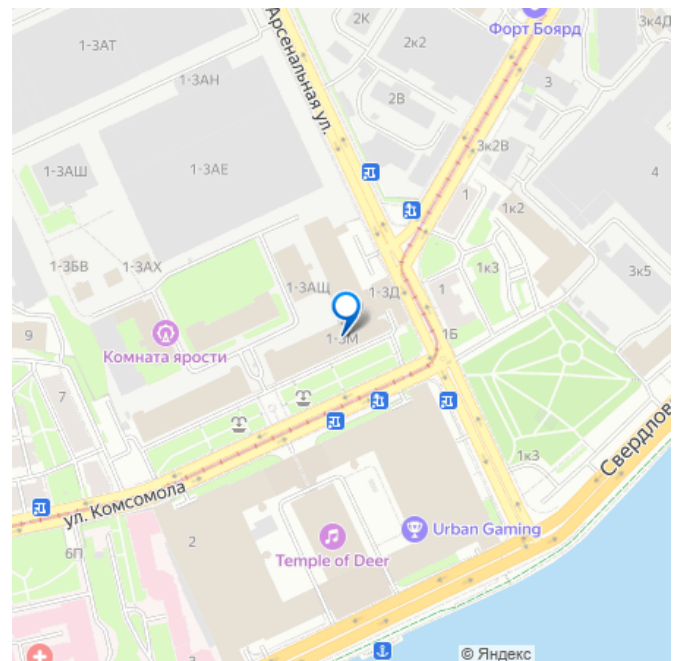 2К
Форт Боярд
3к4Д
1-3АТ
Арсенальная ул.
2к2
1-3АН
3
2В
3к2В
1-3АШ
1-3АЕ
4
1
1к2
1-3БВ
1-3АХ
1к3
3к5
1-3АЩ
1-3Д
1
9
Комната ярости
1-3М
1Б
7
ул. Комсомола
1к3
Свердлов
6П
2
Temple of Deer
Urban Gaming
3
© Яндекс